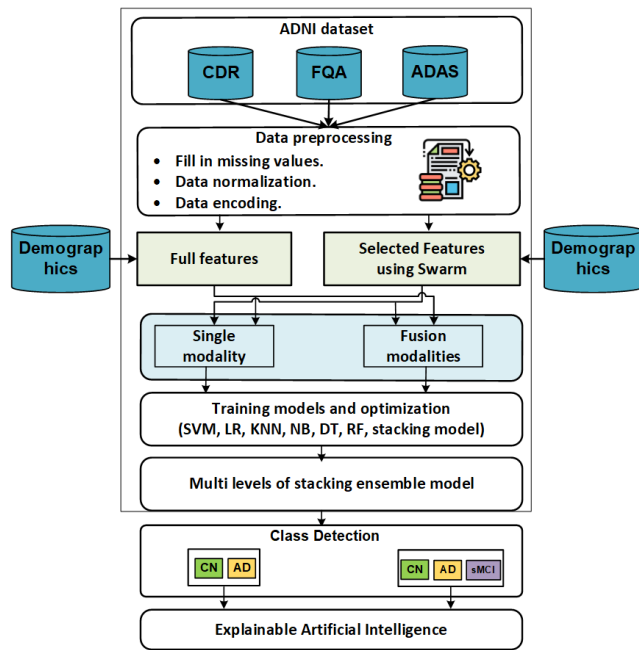 ADNI dataset
CDR
FQA
ADAS
Data preprocessing
• Fill in missing values.
• Data normalization.
• Data encoding.
Demograp
hics
Full features
Selected Features
using Swarm
Demograp
hics
Single
modality
Fusion
modalities
Training models and optimization
(SVM, LR, KNN, NB, DT, RF, stacking model)
Multi levels of stacking ensemble model
Class Detection
CN
AD
CN
AD
sMCI
Explainable Artificial Intelligence